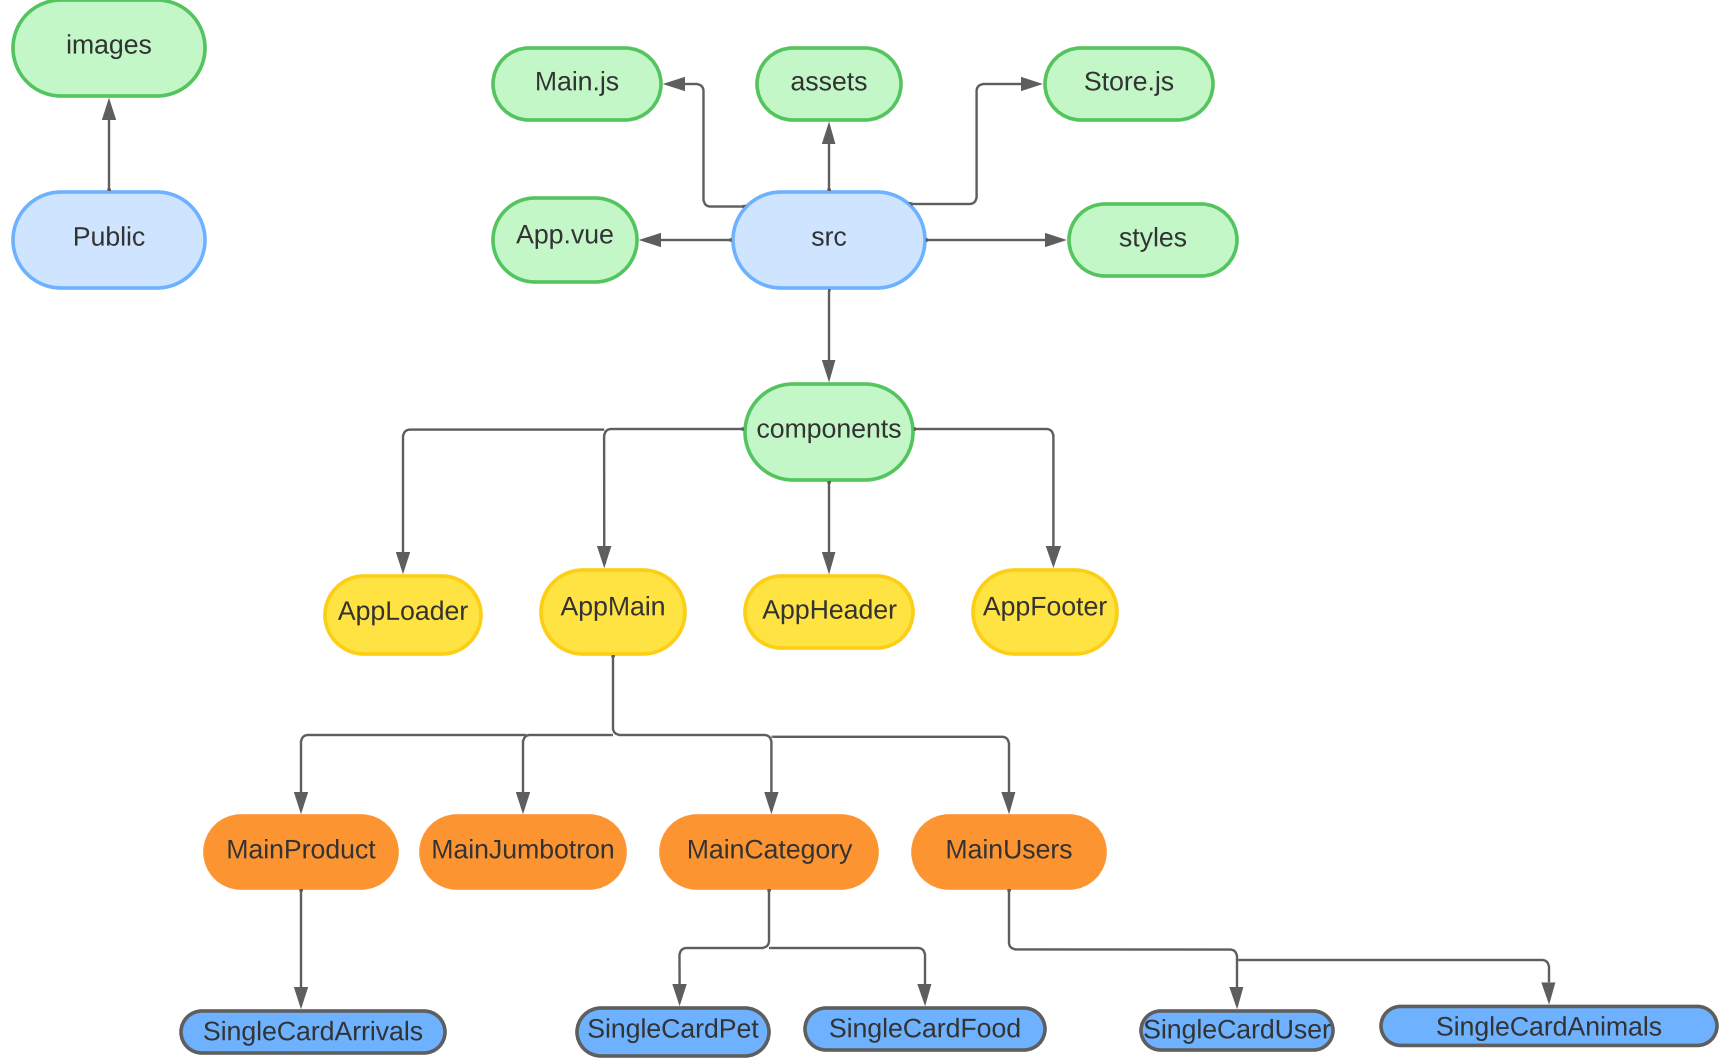 images
Main.js
assets
Store.js
Public
App.vue
src
styles
components
AppLoader
AppMain
AppHeader
AppFooter
MainProduct
MainJumbotron
MainCategory
MainUsers
SingleCardArrivals
SingleCardPet
SingleCardFood
SingleCardUser
SingleCardAnimals